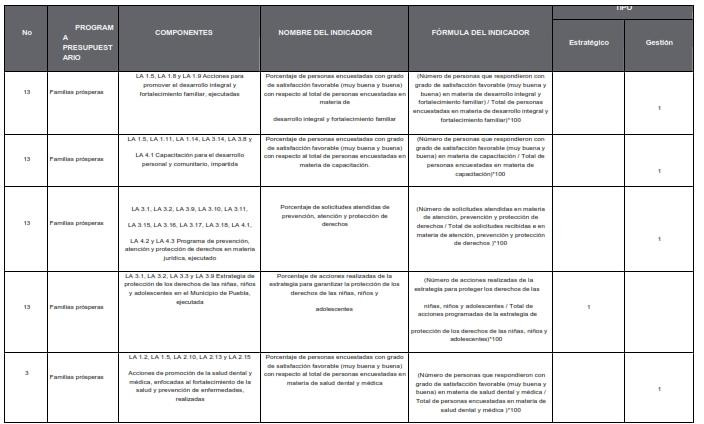 TIPO
No
PROGRAM
A
PRESUPUEST
ARIO
COMPONENTES
NOMBRE DEL INDICADOR
FÓRMULA DEL INDICADOR
Estratégico
Gestión
13
Familias prósperas
LA 1.5, LA 1.8 y LA 1.9 Acciones para
promover el desarrollo integral y
fortalecimiento familiar, ejecutadas
Porcentaje de personas encuestadas con grado
de satisfacción favorable (muy buena y buena)
con respecto al total de personas encuestadas en
materia de
desarrollo integral y fortalecimiento familiar
(Número de personas que respondieron con
grado de satisfacción favorable (muy buena y
buena) en materia de desarrollo integral y
fortalecimiento familiar) / Total de personas
encuestadas en materia de desarrollo integral y
fortalecimiento familiar)*100
1
13
Familias prósperas
LA 1.5, LA 1.11, LA 1.14, LA 3.14, LA 3.8 y
LA 4.1 Capacitación para el desarrollo
personal y comunitario, impartida
Porcentaje de personas encuestadas con grado
de satisfacción favorable (muy buena y buena)
con respecto al total de personas encuestadas en
materia de capacitación.
(Número de personas que respondieron con
grado de satisfacción favorable (muy buena y
buena) en materia de capacitación / Total de
personas encuestadas en materia de
capacitación)*100
1
13
Familias prósperas
LA 3.1, LA 3.2, LA 3.9, LA 3.10, LA 3.11,
LA 3.15, LA 3.16, LA 3.17, LA 3.18, LA 4.1,
LA 4.2 y LA 4.3 Programa de prevención,
atención y protección de derechos en materia
jurídica, ejecutado
Porcentaje de solicitudes atendidas de
prevención, atención y protección de
derechos
(Número de solicitudes atendidas en materia
de atención, prevención y protección de
derechos / Total de solicitudes recibidas e en
materia de atención, prevención y protección
de derechos )*100
1
13
Familias prósperas
LA 3.1, LA 3.2, LA 3.3 y LA 3.9 Estrategia de
protección de los derechos de las niñas, niños
y adolescentes en el Municipio de Puebla,
ejecutada
Porcentaje de acciones realizadas de la
estrategia para garantizar la protección de los
derechos de las niñas, niños y
adolescentes
(Número de acciones realizadas de la
estrategia para proteger los derechos de las
niñas, niños y adolescentes / Total de
acciones programadas de la estrategia de
protección de los derechos de las niñas, niños y
adolescentes)*100
1
3
Familias prósperas
LA 1.2, LA 1.5, LA 2.10, LA 2.13 y LA 2.15
Acciones de promoción de la salud dental y
médica, enfocadas al fortalecimiento de la
salud y prevención de enfermedades,
realizadas
Porcentaje de personas encuestadas con grado
de satisfacción favorable (muy buena y buena)
con respecto al total de personas encuestadas en
materia de salud dental y médica
(Número de personas que respondieron con
grado de satisfacción favorable (muy buena y
buena) en materia de salud dental y médica /
Total de personas encuestadas en materia de
salud dental y médica )*100
1